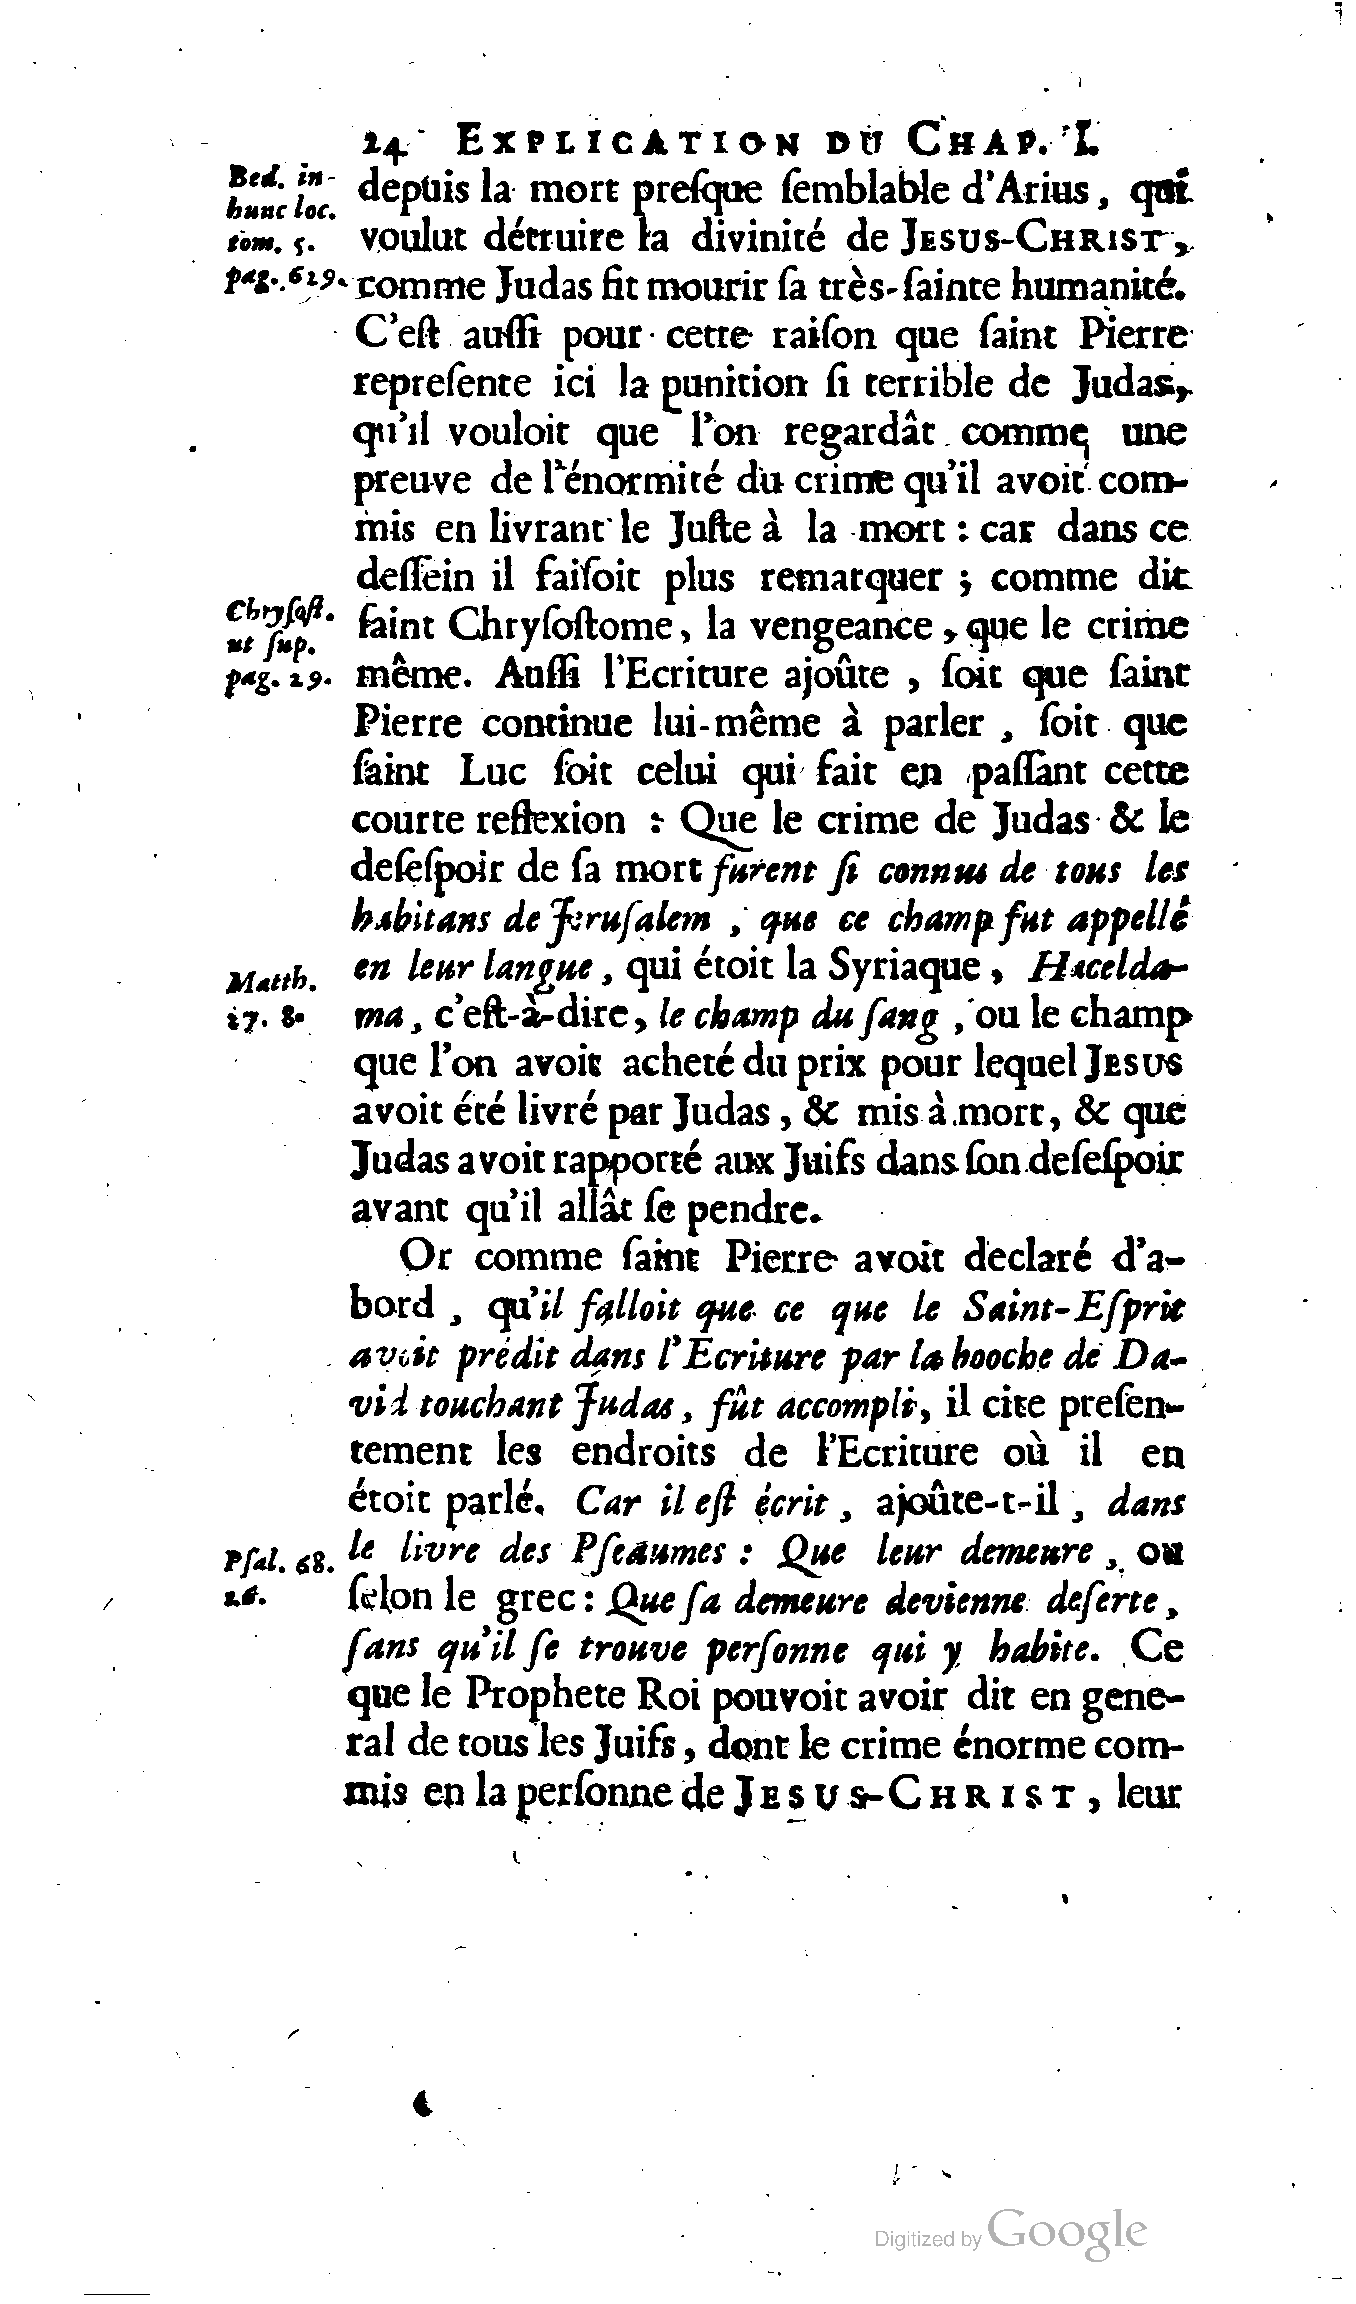 24 EXPLICATION DU CHAP. I.
Bed. in
hunc loc.
tom. 5.
pag. 629.
depuis la mort preſque ſemblable d'Arius, qui
voulut détruire la divinité de JESUS-CHRIST,
comme Judas fit mourir ſa très-ſainte humanité.
C'eſt auſſi pour cette raiſon que ſaint Pierre
repreſente ici la punition ſi terrible de Judas,
qu'il vouloit que l'on regardât comme une
preuve de l'énormité du crime qu'il avoit com-
mis en livrant le Juſte à la mort : car dans ce
deſſein il faiſoit plus remarquer ; comme dit
Chryſoſt.
ut ſup.
pag. 29.
ſaint Chryſoſtome, la vengeance, que le crime
même. Auſſi l'Ecriture ajoûte , ſoit que ſaint
Pierre continue lui-même à parler , ſoit que
ſaint Luc ſoit celui qui fait en paſſant cette
courte reflexion : Que le crime de Judas & le
deſeſpoir de ſa mort furent ſi connus de tous les
habitans de Jeruſalem , que ce champ fut appellé
Matth.
27. 8.
en leur langue, qui étoit la Syriaque, Hacelda-
ma, c'eſt-à-dire, le champ du ſang , ou le champ
que l'on avoit acheté du prix pour lequel JESUS
avoit été livré par Judas, & mis à mort, & que
Judas avoit rapporté aux Juifs dans ſon deſeſpoir
avant qu'il allât ſe pendre.
Or comme ſaint Pierre avoit declaré d'a-
bord , qu'il falloit que ce que le Saint-Eſprit
avoit prédit dans l'Ecriture par la bouche de Da-
vid touchant Judas, fût accompli, il cite preſen-
tement les endroits de l'Ecriture où il en
étoit parlé. Car il eſt écrit , ajoûte-t-il , dans
Pſal. 68.
26.
le livre des Pſeaumes : Que leur demeure , ou
ſelon le grec : Que ſa demeure devienne deſerte,
ſans qu'il ſe trouve perſonne qui y habite. Ce
que le Prophete Roi pouvoit avoir dit en gene-
ral de tous les Juifs, dont le crime énorme com-
mis en la perſonne de JESUS-CHRIST, leur
Digitized by Google